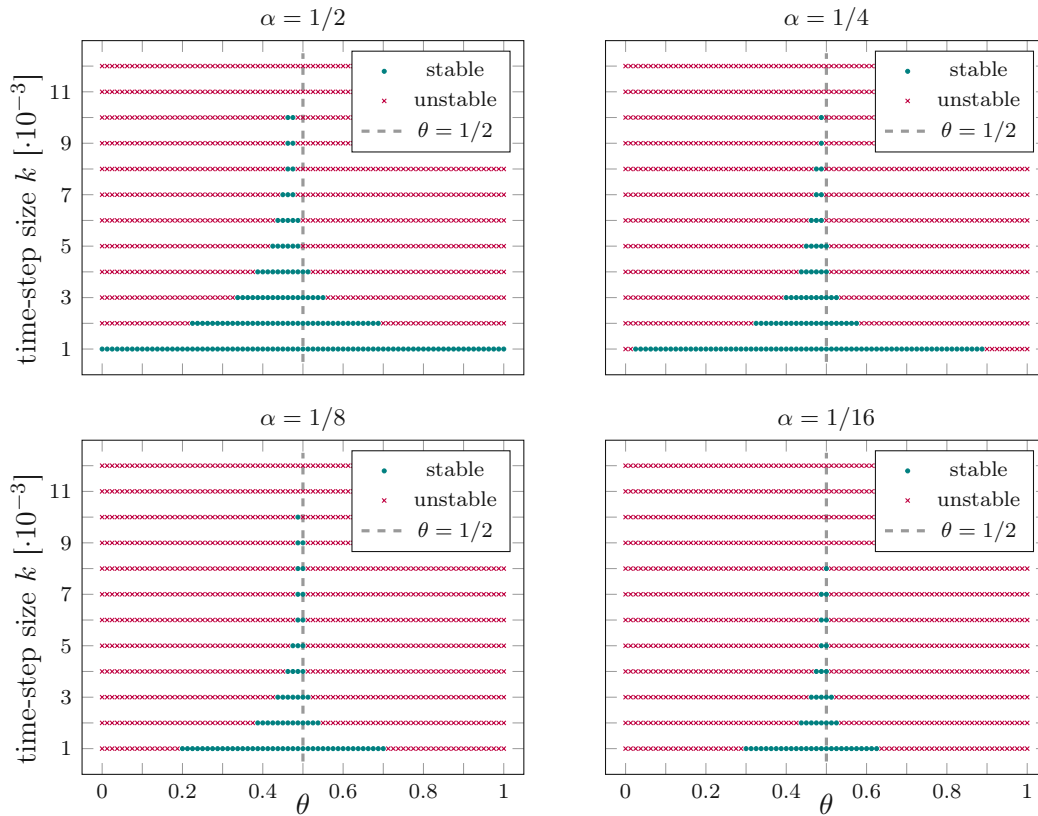 α = 1/2
time-step size k [·10⁻³]
11
9
7
5
3
1
stable
unstable
θ = 1/2
α = 1/4
stable
unstable
θ = 1/2
α = 1/8
time-step size k [·10⁻³]
11
9
7
5
3
1
stable
unstable
θ = 1/2
0 0.2 0.4 0.6 0.8 1
θ
α = 1/16
stable
unstable
θ = 1/2
0 0.2 0.4 0.6 0.8 1
θ